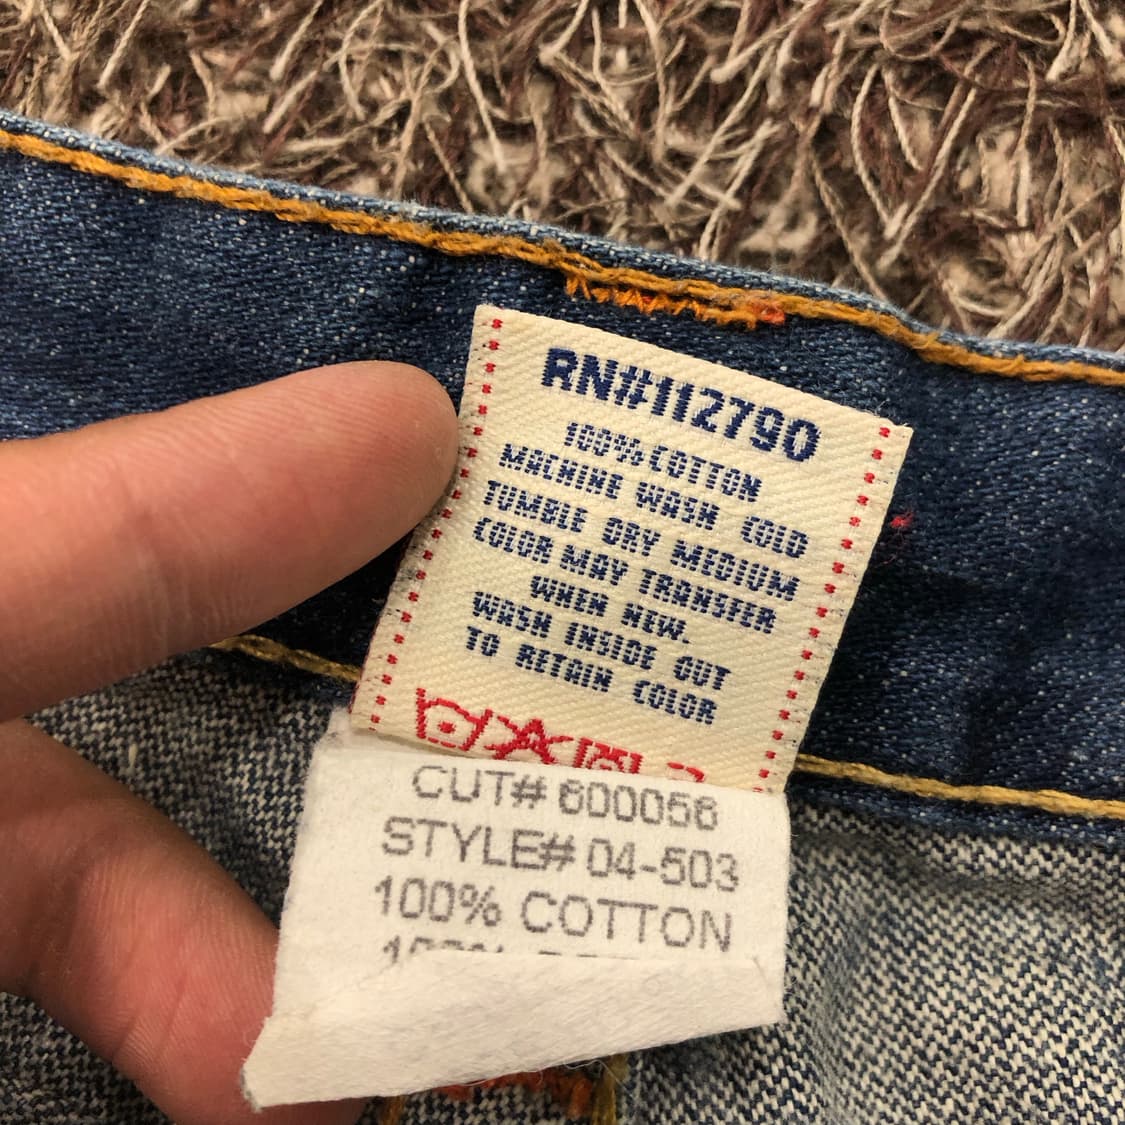 RN#112790
100% COTTON
MACHINE WASH COLD
TUMBLE DRY MEDIUM
COLOR MAY TRANSFER
WHEN NEW.
WASH INSIDE OUT
TO RETAIN COLOR
CUT# 600056
STYLE# 04-503
100% COTTON